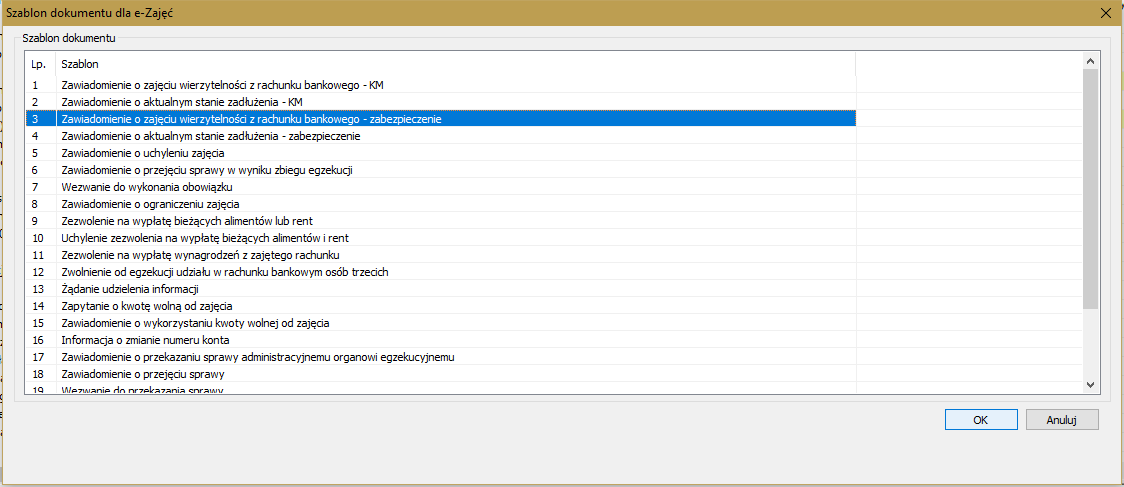 Szablon dokumentu dla e-Zajęć
Szablon dokumentu
Lp. Szablon
1 Zawiadomienie o zajęciu wierzytelności z rachunku bankowego - KM
2 Zawiadomienie o aktualnym stanie zadłużenia - KM
3 Zawiadomienie o zajęciu wierzytelności z rachunku bankowego - zabezpieczenie
4 Zawiadomienie o aktualnym stanie zadłużenia - zabezpieczenie
5 Zawiadomienie o uchyleniu zajęcia
6 Zawiadomienie o przejęciu sprawy w wyniku zbiegu egzekucji
7 Wezwanie do wykonania obowiązku
8 Zawiadomienie o ograniczeniu zajęcia
9 Zezwolenie na wypłatę bieżących alimentów lub rent
10 Uchylenie zezwolenia na wypłatę bieżących alimentów i rent
11 Zezwolenie na wypłatę wynagrodzeń z zajętego rachunku
12 Zwolnienie od egzekucji udziału w rachunku bankowym osób trzecich
13 Żądanie udzielenia informacji
14 Zapytanie o kwotę wolną od zajęcia
15 Zawiadomienie o wykorzystaniu kwoty wolnej od zajęcia
16 Informacja o zmianie numeru konta
17 Zawiadomienie o przekazaniu sprawy administracyjnemu organowi egzekucyjnemu
18 Zawiadomienie o przejęciu sprawy
19 Wezwanie do przekazania sprawy
OK Anuluj